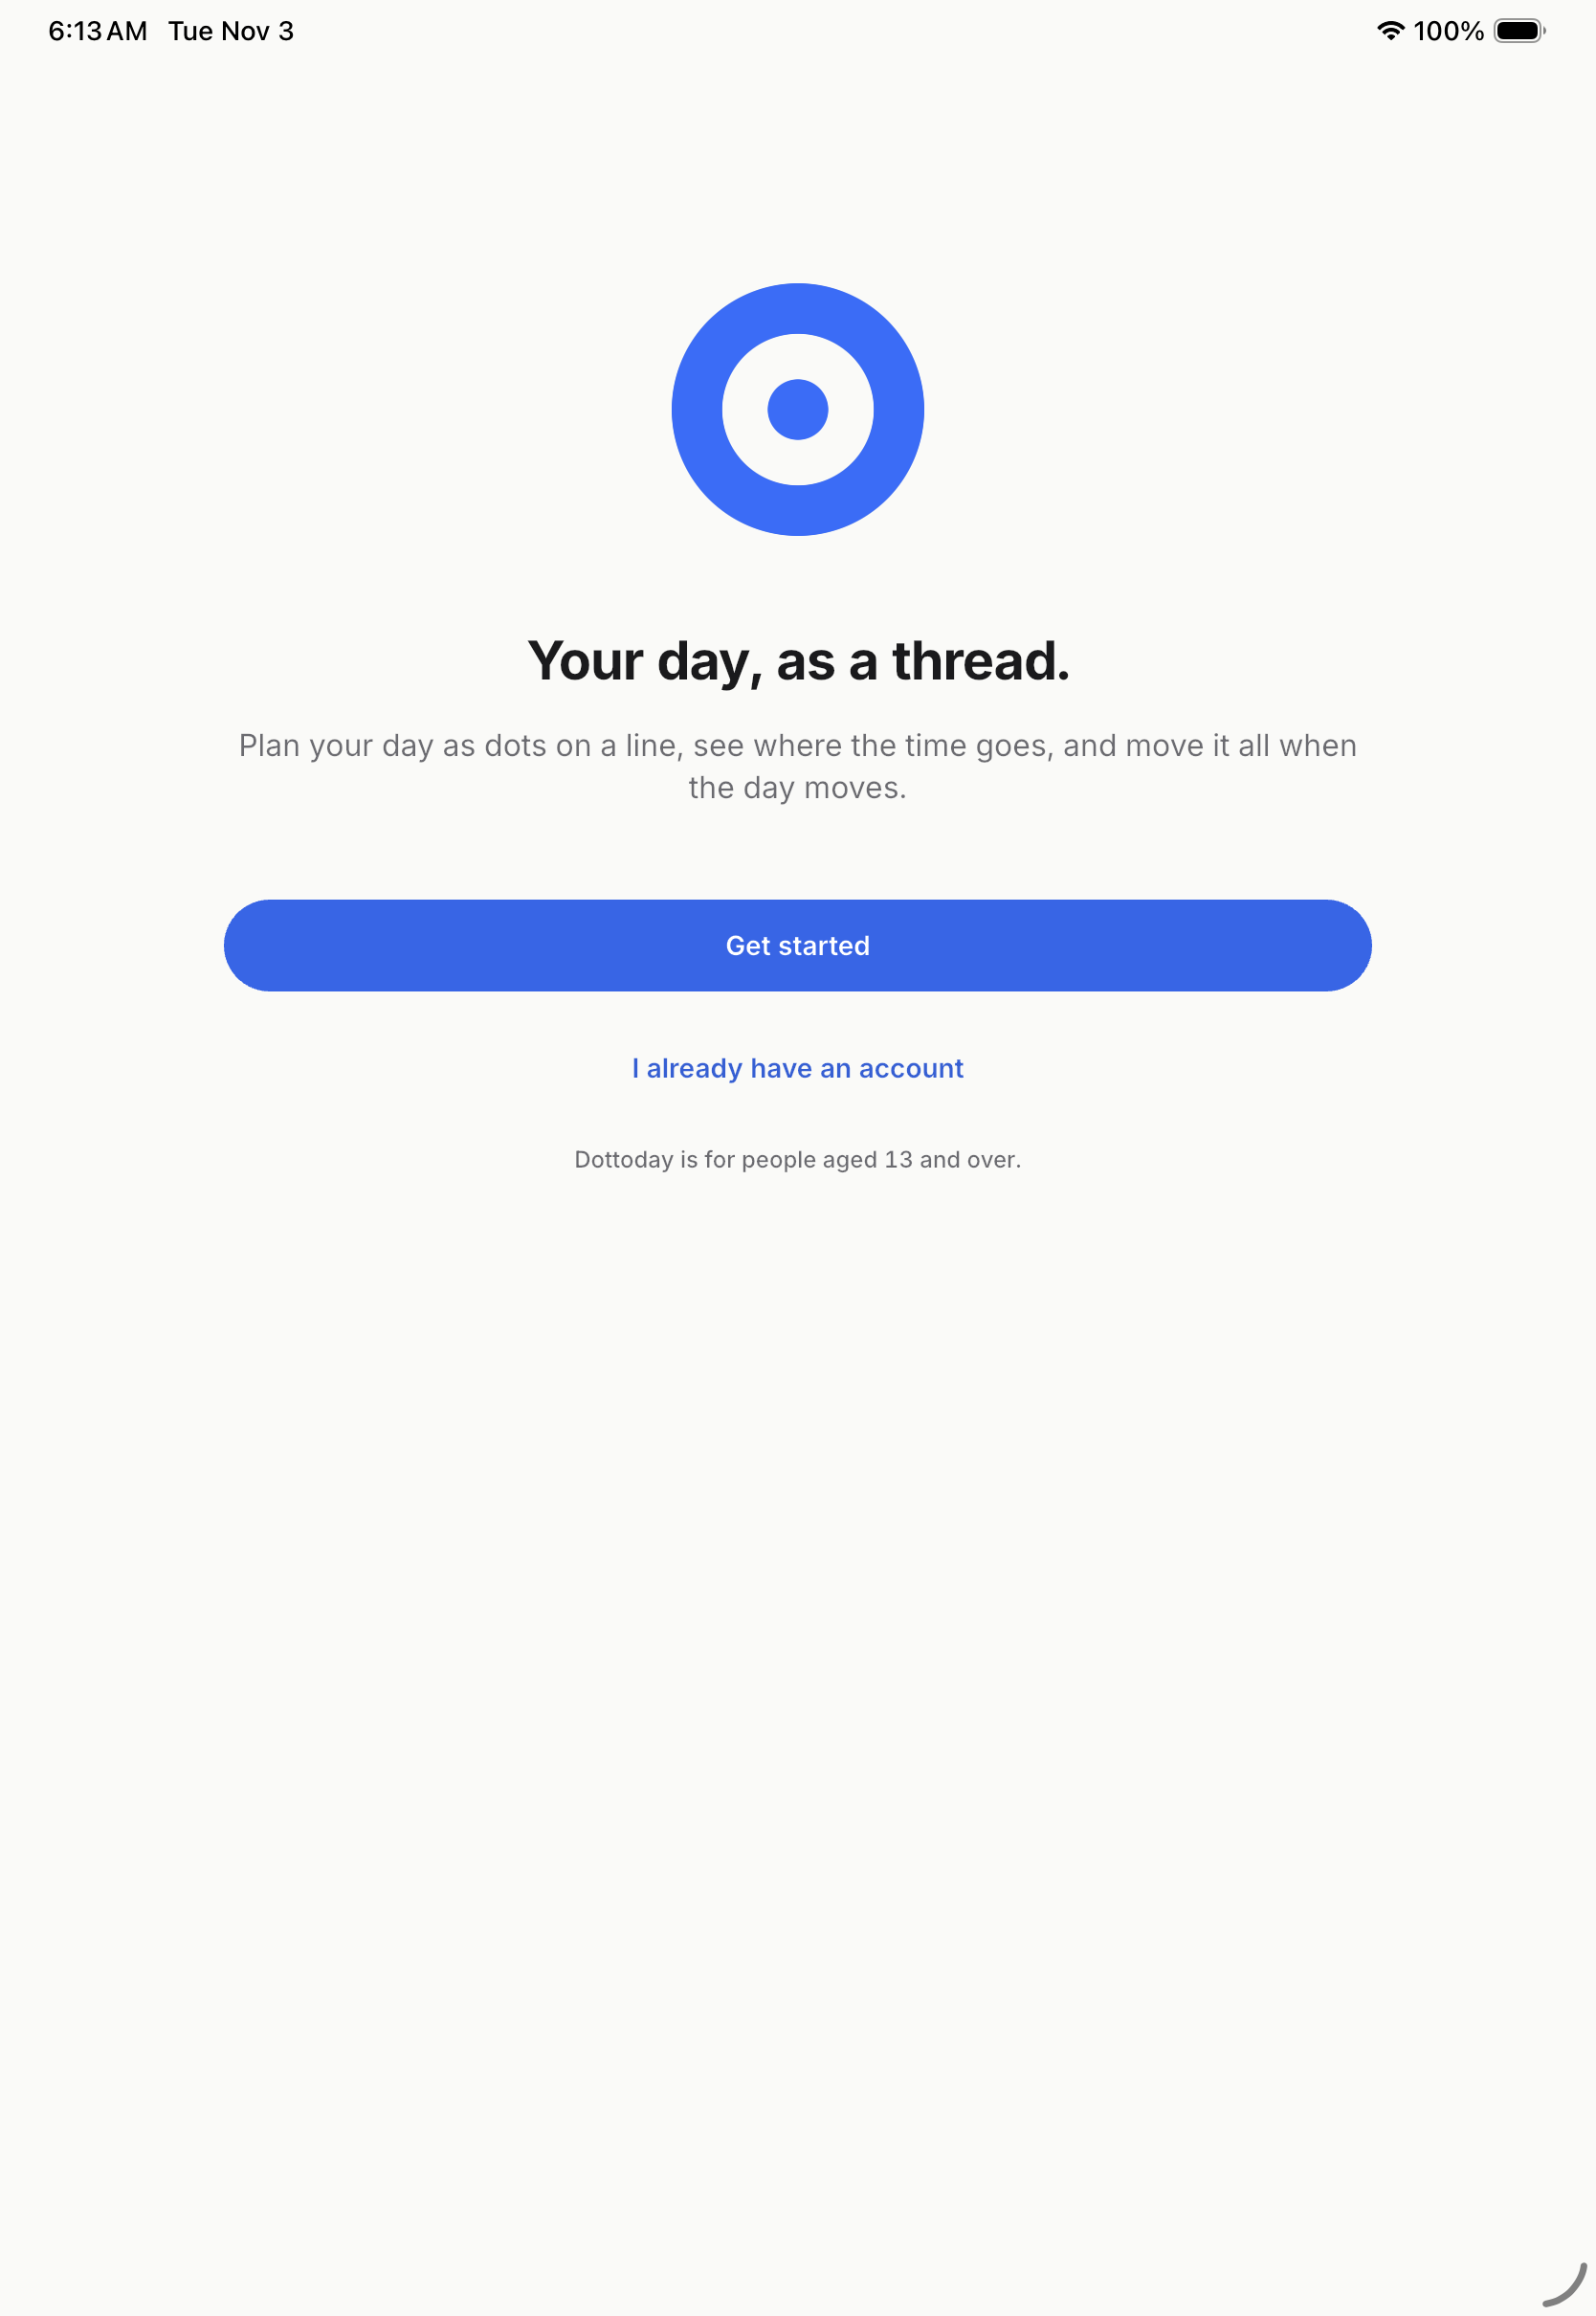 6:13 AM Tue Nov 3
100%
Your day, as a thread.
Plan your day as dots on a line, see where the time goes, and move it all when
the day moves.
Get started
I already have an account
Dottoday is for people aged 13 and over.